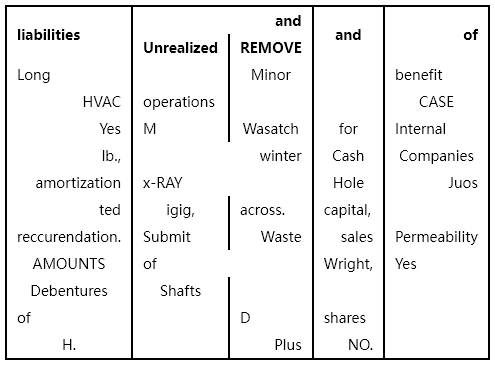 liabilities Unrealized and REMOVE and of
Long Minor benefit
HVAC operations CASE
Yes M Wasatch for Internal
lb., winter Cash Companies
amortization x-RAY Hole Juos
ted igig, across. capital,
reccurendation. Submit Waste sales Permeability
AMOUNTS of Wright, Yes
Debentures Shafts
of D shares
H. Plus NO.